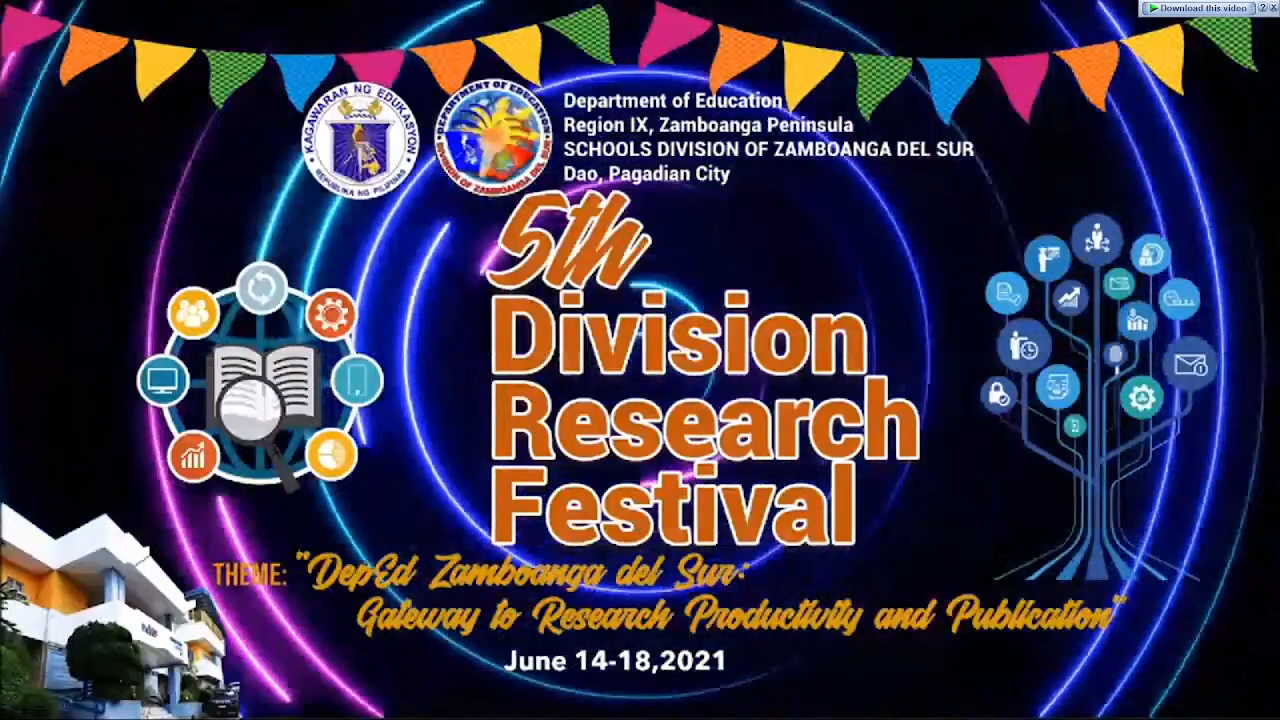 Download this video
KAGAWARAN NG EDUKASYON
REPUBLIKA NG PILIPINAS
DEPARTMENT OF EDUCATION
DIVISION OF ZAMBOANGA DEL SUR
Department of Education
Region IX, Zamboanga Peninsula
SCHOOLS DIVISION OF ZAMBOANGA DEL SUR
Dao, Pagadian City
5th
Division
Research
Festival
THEME: "DepEd Zamboanga del Sur:
Gateway to Research Productivity and Publication"
June 14-18,2021